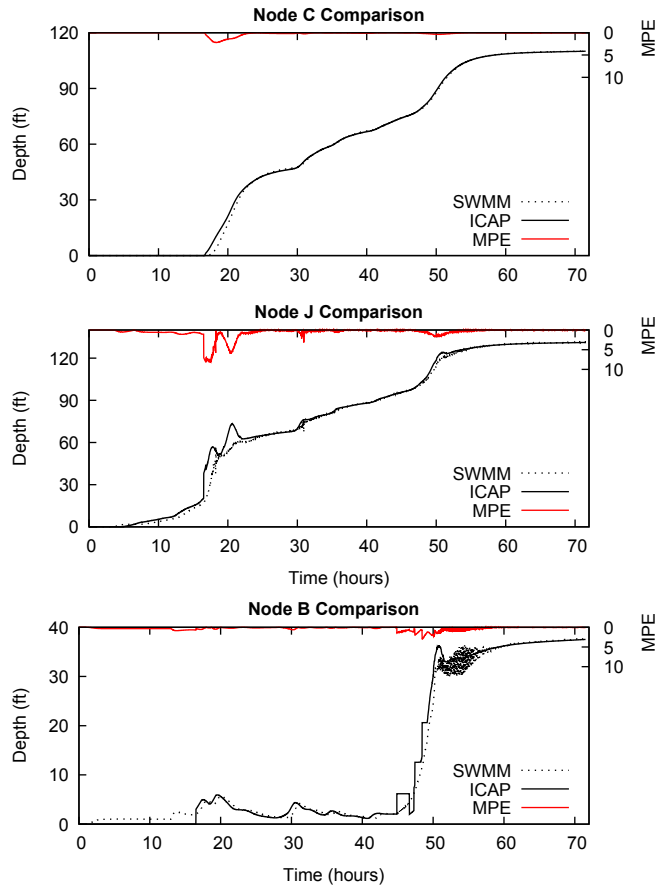 Node C Comparison
120
90
60
30
0
Depth (ft)
0
5
10
MPE
SWMM
ICAP
MPE
0 10 20 30 40 50 60 70
Node J Comparison
120
90
60
30
0
Depth (ft)
0
5
10
MPE
SWMM
ICAP
MPE
0 10 20 30 40 50 60 70
Time (hours)
Node B Comparison
40
30
20
10
0
Depth (ft)
0
5
10
MPE
SWMM
ICAP
MPE
0 10 20 30 40 50 60 70
Time (hours)